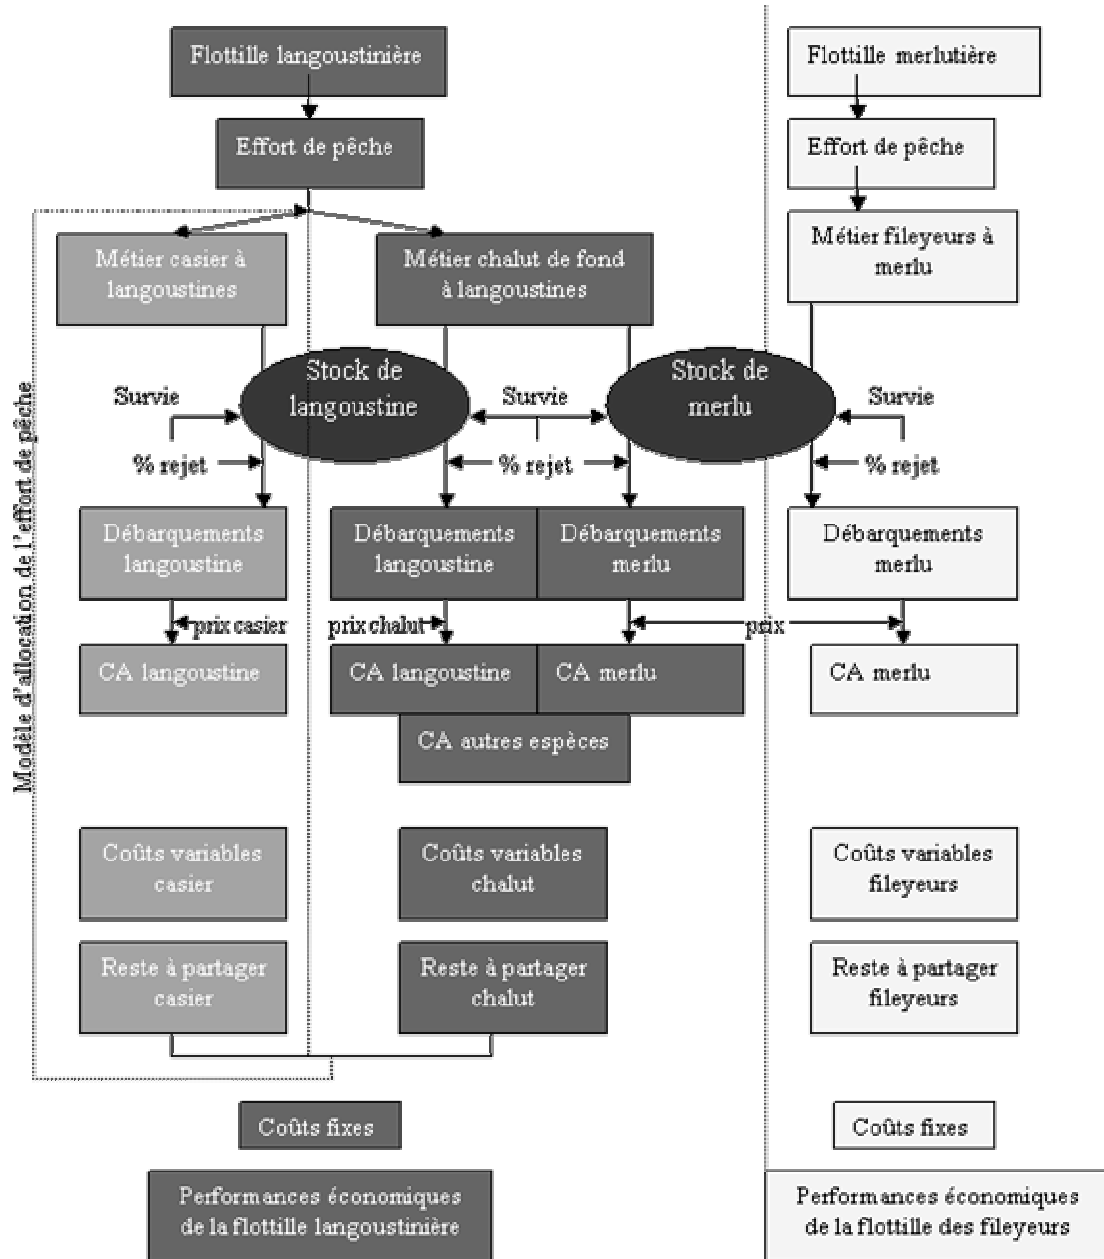 Flottille langoustinière
Flottille merlutière
Effort de pêche
Effort de pêche
Métier casier à
langoustines
Métier chalut de fond
à langoustines
Métier fileyeurs à
merlu
Stock de
langoustine
Stock de
merlu
Survie
Survie
Survie
% rejet
% rejet
% rejet
Modèle d'allocation de l'effort de pêche
Débarquements
langoustine
Débarquements
langoustine
Débarquements
merlu
Débarquements
merlu
prix casier
prix chalut
prix
CA langoustine
CA langoustine
CA merlu
CA merlu
CA autres espèces
Coûts variables
casier
Coûts variables
chalut
Coûts variables
fileyeurs
Reste à partager
casier
Reste à partager
chalut
Reste à partager
fileyeurs
Coûts fixes
Coûts fixes
Performances économiques
de la flottille langoustinière
Performances économiques
de la flottille des fileyeurs